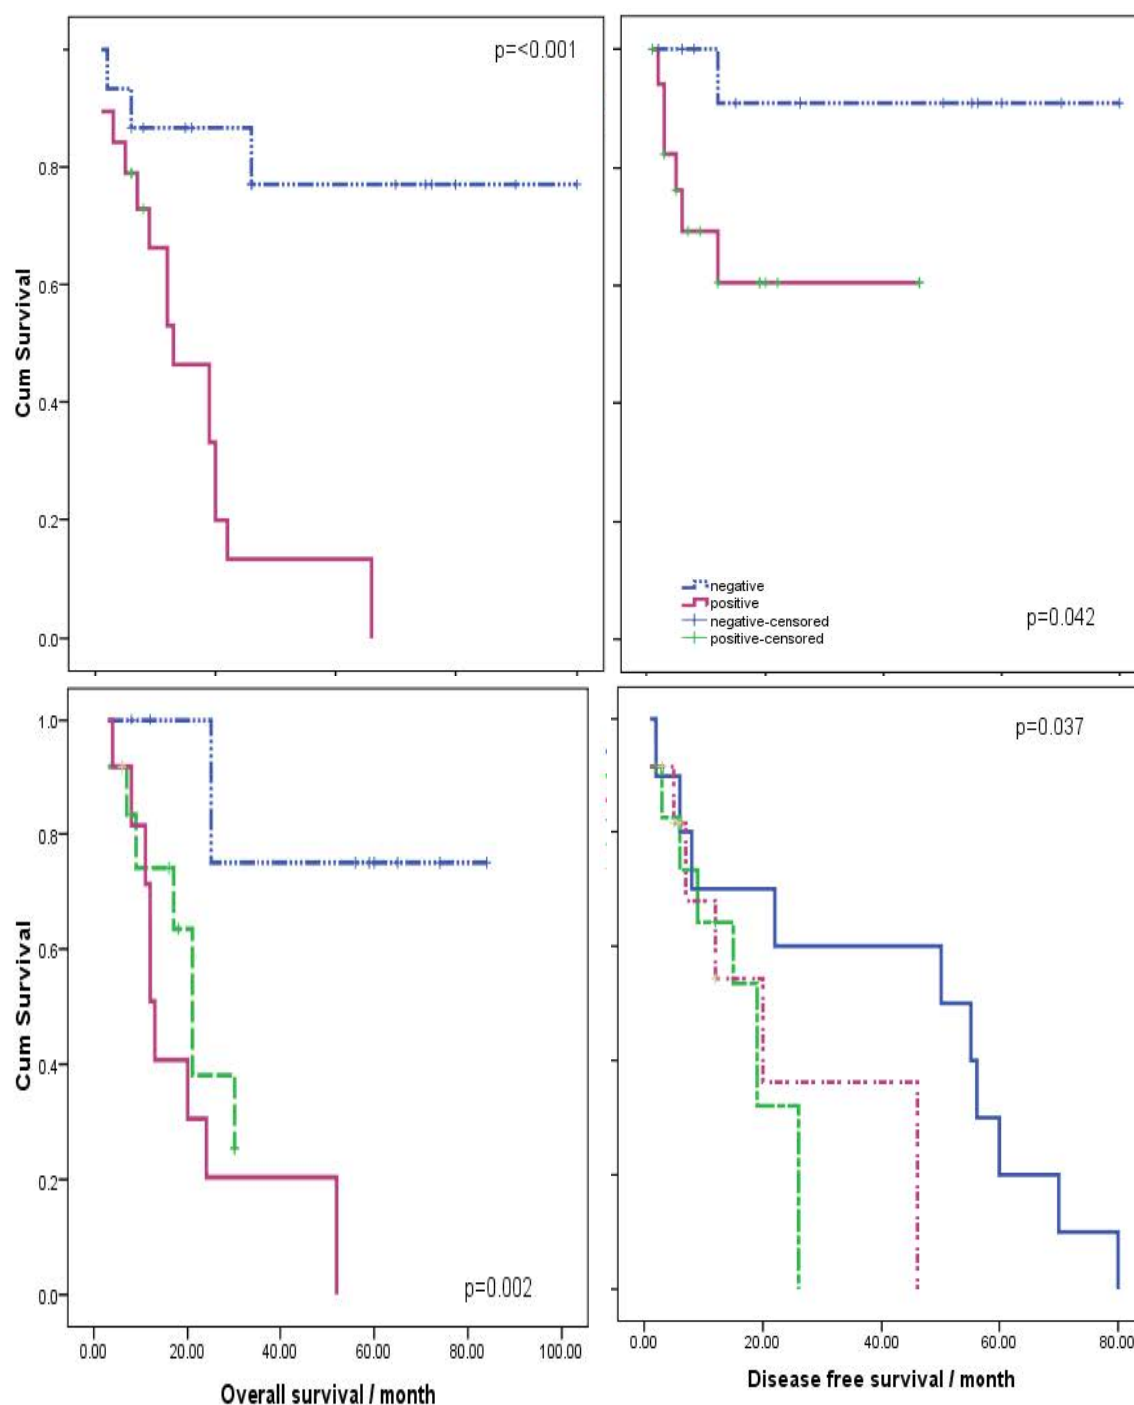 p=<0.001
0.8
0.6
0.4
0.2
0.0
Cum Survival
negative
positive
negative-censored
positive-censored
p=0.042
1.0
0.8
0.6
0.4
0.2
0.0
Cum Survival
p=0.002
0.00 20.00 40.00 60.00 80.00 100.00
Overall survival / month
p=0.037
0.00 20.00 40.00 60.00 80.00
Disease free survival / month